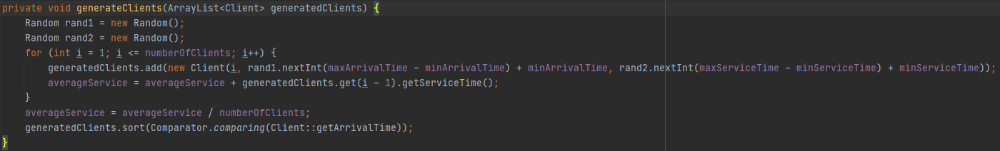 private void generateClients(ArrayList<Client> generatedClients) {
    Random rand1 = new Random();
    Random rand2 = new Random();
    for (int i = 1; i <= numberOfClients; i++) {
        generatedClients.add(new Client(i, rand1.nextInt(maxArrivalTime - minArrivalTime) + minArrivalTime, rand2.nextInt(maxServiceTime - minServiceTime) + minServiceTime));
        averageService = averageService + generatedClients.get(i - 1).getServiceTime();
    }
    averageService = averageService / numberOfClients;
    generatedClients.sort(Comparator.comparing(Client::getArrivalTime));
}